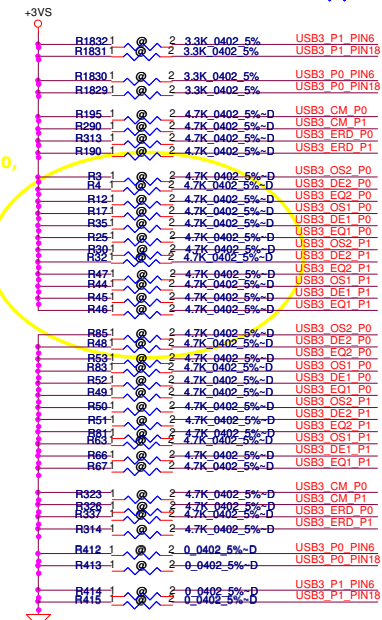 +3VS
R1832 1 @ 2 3.3K_0402_5% USB3_P1_PIN6
R1831 1 @ 2 3.3K_0402_5% USB3_P1_PIN18
R1830 1 @ 2 3.3K_0402_5% USB3_P0_PIN6
R1829 1 @ 2 3.3K_0402_5% USB3_P0_PIN18
R195 1 @ 2 4.7K_0402_5%~D USB3_CM_P0
R290 1 @ 2 4.7K_0402_5%~D USB3_CM_P1
R313 1 @ 2 4.7K_0402_5%~D USB3_ERD_P0
R190 1 @ 2 4.7K_0402_5%~D USB3_ERD_P1
0,
R3 1 @ 2 4.7K_0402_5%~D USB3_OS2_P0
R4 1 @ 2 4.7K_0402_5%~D USB3_DE2_P0
R12 1 @ 2 4.7K_0402_5%~D USB3_EQ2_P0
R17 1 @ 2 4.7K_0402_5%~D USB3_OS1_P0
R35 1 @ 2 4.7K_0402_5%~D USB3_DE1_P0
R25 1 @ 2 4.7K_0402_5%~D USB3_EQ1_P0
R30 1 @ 2 4.7K_0402_5%~D USB3_OS2_P1
R32 1 @ 2 4.7K_0402_5%~D USB3_DE2_P1
R47 1 @ 2 4.7K_0402_5%~D USB3_EQ2_P1
R44 1 @ 2 4.7K_0402_5%~D USB3_OS1_P1
R45 1 @ 2 4.7K_0402_5%~D USB3_DE1_P1
R46 1 @ 2 4.7K_0402_5%~D USB3_EQ1_P1
R85 1 @ 2 4.7K_0402_5%~D USB3_OS2_P0
R48 1 @ 2 4.7K_0402_5%~D USB3_DE2_P0
R53 1 @ 2 4.7K_0402_5%~D USB3_EQ2_P0
R83 1 @ 2 4.7K_0402_5%~D USB3_OS1_P0
R52 1 @ 2 4.7K_0402_5%~D USB3_DE1_P0
R49 1 @ 2 4.7K_0402_5%~D USB3_EQ1_P0
R50 1 @ 2 4.7K_0402_5%~D USB3_OS2_P1
R51 1 @ 2 4.7K_0402_5%~D USB3_DE2_P1
R81 1 @ 2 4.7K_0402_5%~D USB3_EQ2_P1
R63 1 @ 2 4.7K_0402_5%~D USB3_OS1_P1
R66 1 @ 2 4.7K_0402_5%~D USB3_DE1_P1
R67 1 @ 2 4.7K_0402_5%~D USB3_EQ1_P1
R323 1 @ 2 4.7K_0402_5%~D USB3_CM_P0
R326 1 @ 2 4.7K_0402_5%~D USB3_CM_P1
R337 1 @ 2 4.7K_0402_5%~D USB3_ERD_P0
R314 1 @ 2 4.7K_0402_5%~D USB3_ERD_P1
R412 1 @ 2 0_0402_5%~D USB3_P0_PIN6
R413 1 @ 2 0_0402_5%~D USB3_P0_PIN18
R414 1 @ 2 0_0402_5%~D USB3_P1_PIN6
R415 1 @ 2 0_0402_5%~D USB3_P1_PIN18